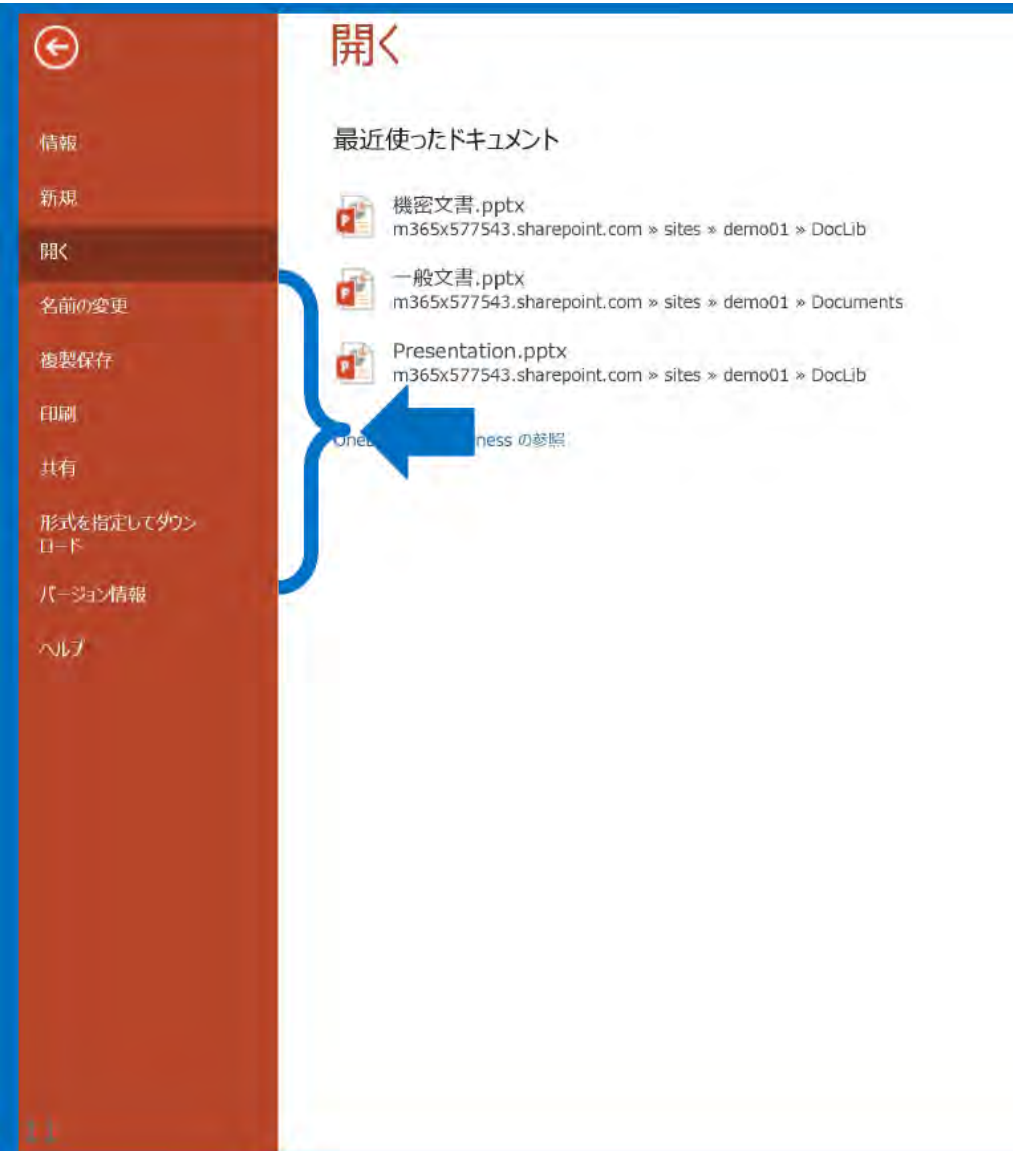 開く
情報
新規
開く
名前の変更
複製保存
印刷
共有
形式を指定してダウン
ロード
バージョン情報
ヘルプ
最近使ったドキュメント
機密文書.pptx
m365x577543.sharepoint.com » sites » demo01 » DocLib
一般文書.pptx
m365x577543.sharepoint.com » sites » demo01 » Documents
Presentation.pptx
m365x577543.sharepoint.com » sites » demo01 » DocLib
の参照